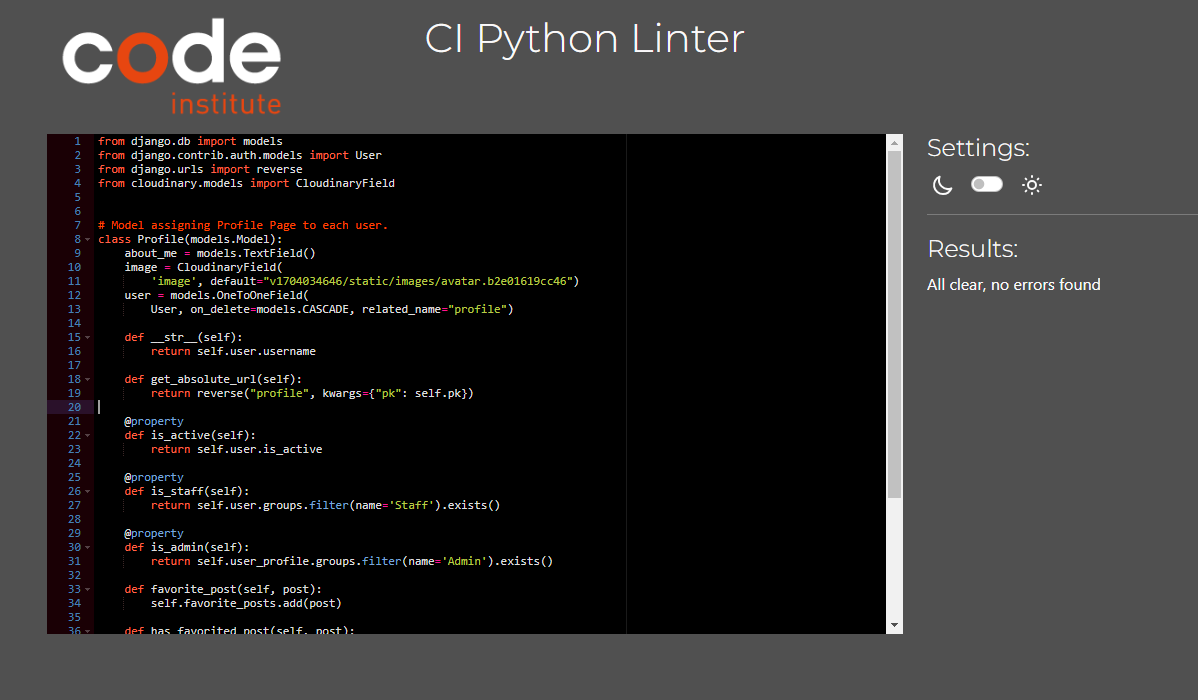 code
institute
CI Python Linter
1 from django.db import models
2 from django.contrib.auth.models import User
3 from django.urls import reverse
4 from cloudinary.models import CloudinaryField
5
6
7 # Model assigning Profile Page to each user.
8 class Profile(models.Model):
9     about_me = models.TextField()
10     image = CloudinaryField(
11         'image', default="v1704034646/static/images/avatar.b2e01619cc46")
12     user = models.OneToOneField(
13         User, on_delete=models.CASCADE, related_name="profile")
14
15     def __str__(self):
16         return self.user.username
17
18     def get_absolute_url(self):
19         return reverse("profile", kwargs={"pk": self.pk})
20
21     @property
22     def is_active(self):
23         return self.user.is_active
24
25     @property
26     def is_staff(self):
27         return self.user.groups.filter(name='Staff').exists()
28
29     @property
30     def is_admin(self):
31         return self.user_profile.groups.filter(name='Admin').exists()
32
33     def favorite_post(self, post):
34         self.favorite_posts.add(post)
35
36     def has_favorited_post(self, post):
Settings:
Results:
All clear, no errors found